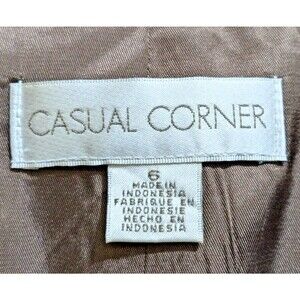 CASUAL CORNER
6
MADE IN
INDONESIA
FABRIQUE EN
INDONESIE
HECHO EN
INDONESIA